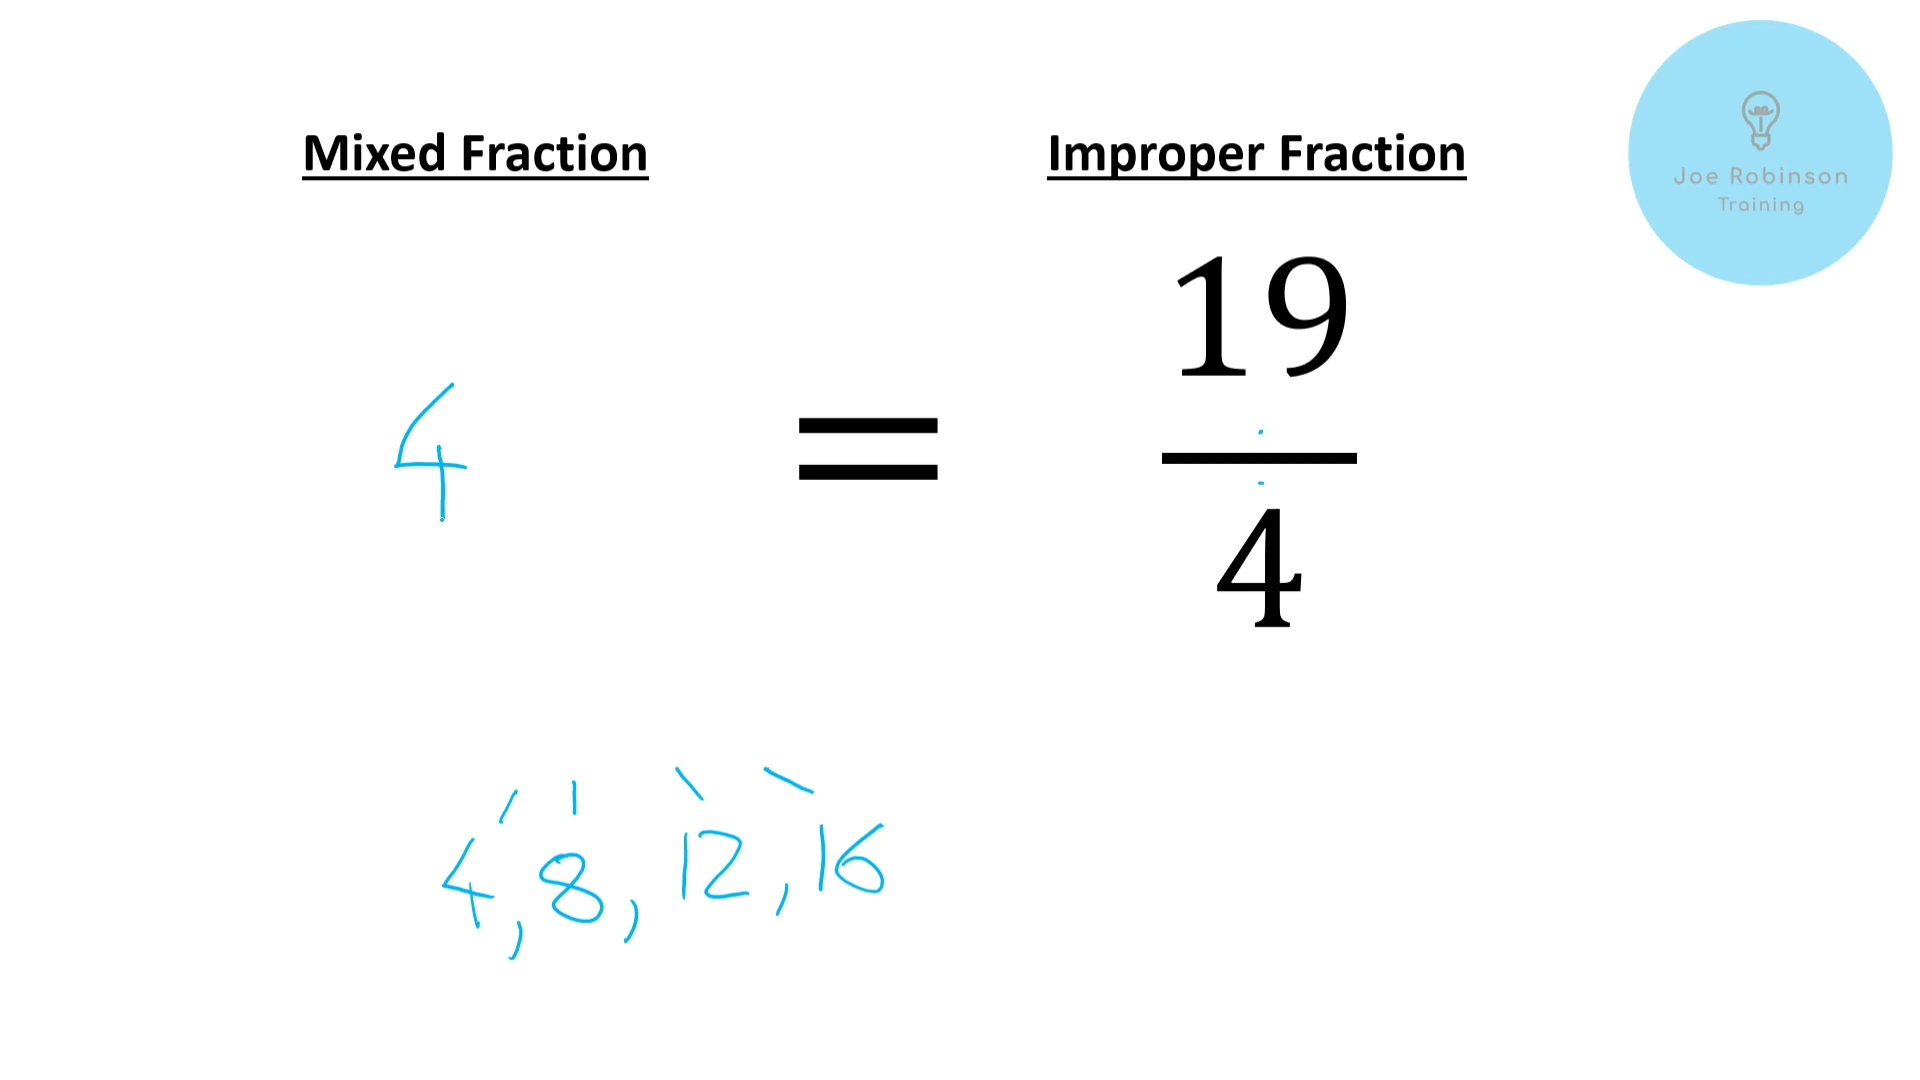 Mixed Fraction
Improper Fraction
Joe Robinson
Training
4 = 19/4
4, 8, 12, 16